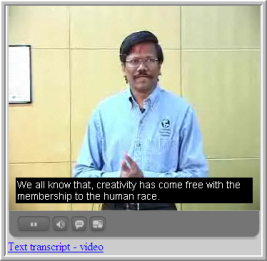 We all know that, creativity has come free with the
membership to the human race.
Text transcript - video